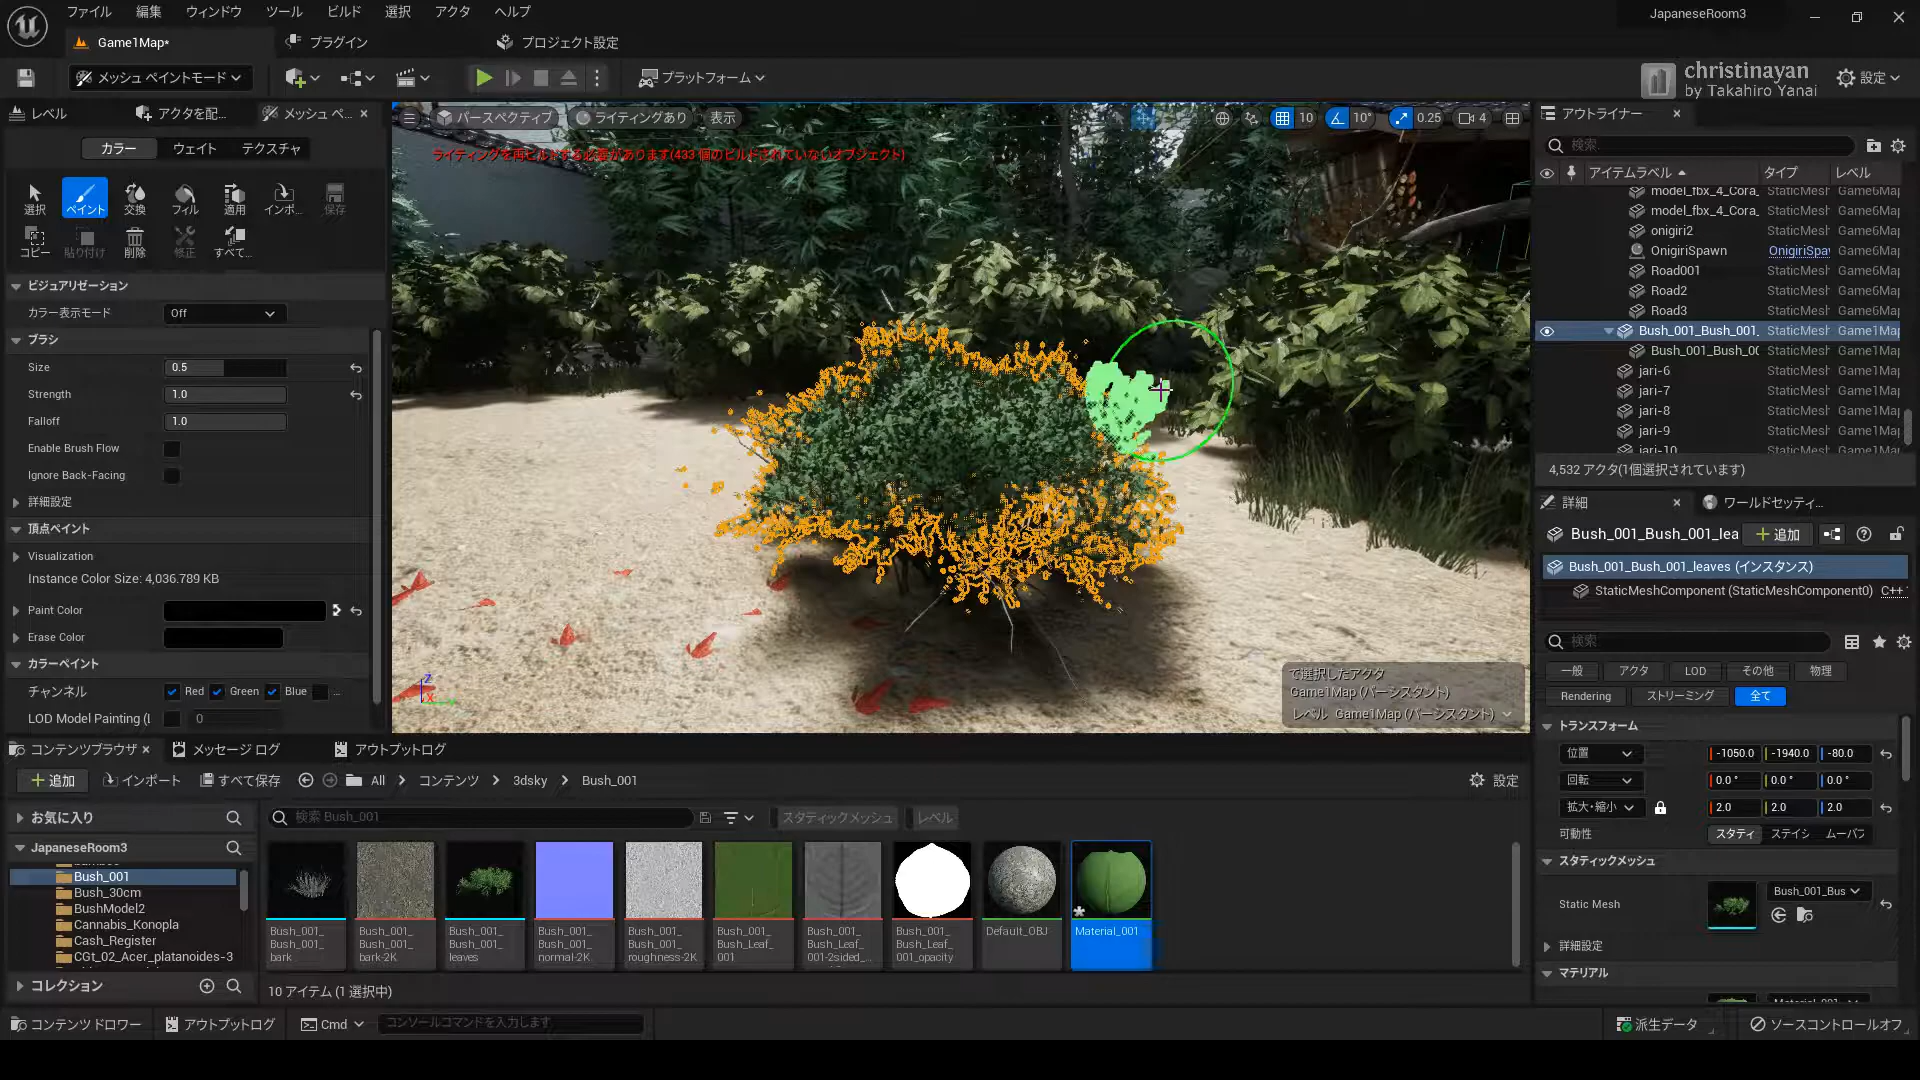 ファイル 編集 ウィンドウ ツール ビルド 選択 アクタ ヘルプ
JapaneseRoom3
Game1Map* プラグイン プロジェクト設定
メッシュ ペイントモード プラットフォーム
christinayan
by Takahiro Yanai
設定
レベル アクタを配... メッシュ ペ...
カラー ウェイト テクスチャ
選択 ペイント 交換 フィル 適用 インポ... 保存
コピー 貼り付け 削除 修正 すべて...
ビジュアリゼーション
カラー表示モード Off
ブラシ
Size 0.5
Strength 1.0
Falloff 1.0
Enable Brush Flow
Ignore Back-Facing
詳細設定
頂点ペイント
Visualization
Instance Color Size: 4,036.789 KB
Paint Color
Erase Color
カラーペイント
チャンネル Red Green Blue ...
LOD Model Painting (L 0
パースペクティブ ライティングあり 表示 10 10° 0.25 4
ライティングを再ビルドする必要があります(433 個のビルドされていないオブジェクト)
で選択したアクタ
Game1Map (パーシスタント)
レベル Game1Map (パーシスタント)
アウトライナー
検索.
アイテムラベル タイプ レベル
model_fbx_4_Cora_ StaticMesh Game6Map
model_fbx_4_Cora_ StaticMesh Game6Map
onigiri2 StaticMesh Game6Map
OnigiriSpawn OnigiriSpav Game6Map
Road001 StaticMesh Game6Map
Road2 StaticMesh Game6Map
Road3 StaticMesh Game6Map
Bush_001_Bush_001_ StaticMesh Game1Map
Bush_001_Bush_00 StaticMesh Game1Map
jari-6 StaticMesh Game1Map
jari-7 StaticMesh Game1Map
jari-8 StaticMesh Game1Map
jari-9 StaticMesh Game1Map
jari-10 StaticMesh Game1Map
4,532 アクタ(1個選択されています)
詳細 ワールドセッティ...
Bush_001_Bush_001_lea 追加
Bush_001_Bush_001_leaves (インスタンス)
StaticMeshComponent (StaticMeshComponent0) C++
検索
一般 アクタ LOD その他 物理
Rendering ストリーミング 全て
トランスフォーム
位置 -1050.0 -1940.0 -80.0
回転 0.0 ° 0.0 ° 0.0 °
拡大・縮小 2.0 2.0 2.0
可動性 スタティ ステイシ ムーバブ
スタティックメッシュ
Static Mesh Bush_001_Bus
詳細設定
マテリアル
Material_001
コンテンツブラウザ メッセージ ログ アウトプットログ
追加 インポート すべて保存 All コンテンツ 3dsky Bush_001 設定
お気に入り
検索 Bush_001 スタティックメッシュ レベル
JapaneseRoom3
Bush_001
Bush_30cm
BushModel2
Cannabis_Konopla
Cash_Register
CGt_02_Acer_platanoides-3
コレクション
Bush_001_Bush_001_bark
Bush_001_Bush_001_bark-2K
Bush_001_Bush_001_leaves
Bush_001_Bush_001_normal-2K
Bush_001_Bush_001_roughness-2K
Bush_001_Bush_Leaf_001
Bush_001_Bush_Leaf_001-2sided_...
Bush_001_Bush_Leaf_001_opacity
Default_OBJ
Material_001
10 アイテム (1 選択中)
コンテンツドロワー アウトプットログ Cmd コンソールコマンドを入力します 派生データ ソースコントロールオフ